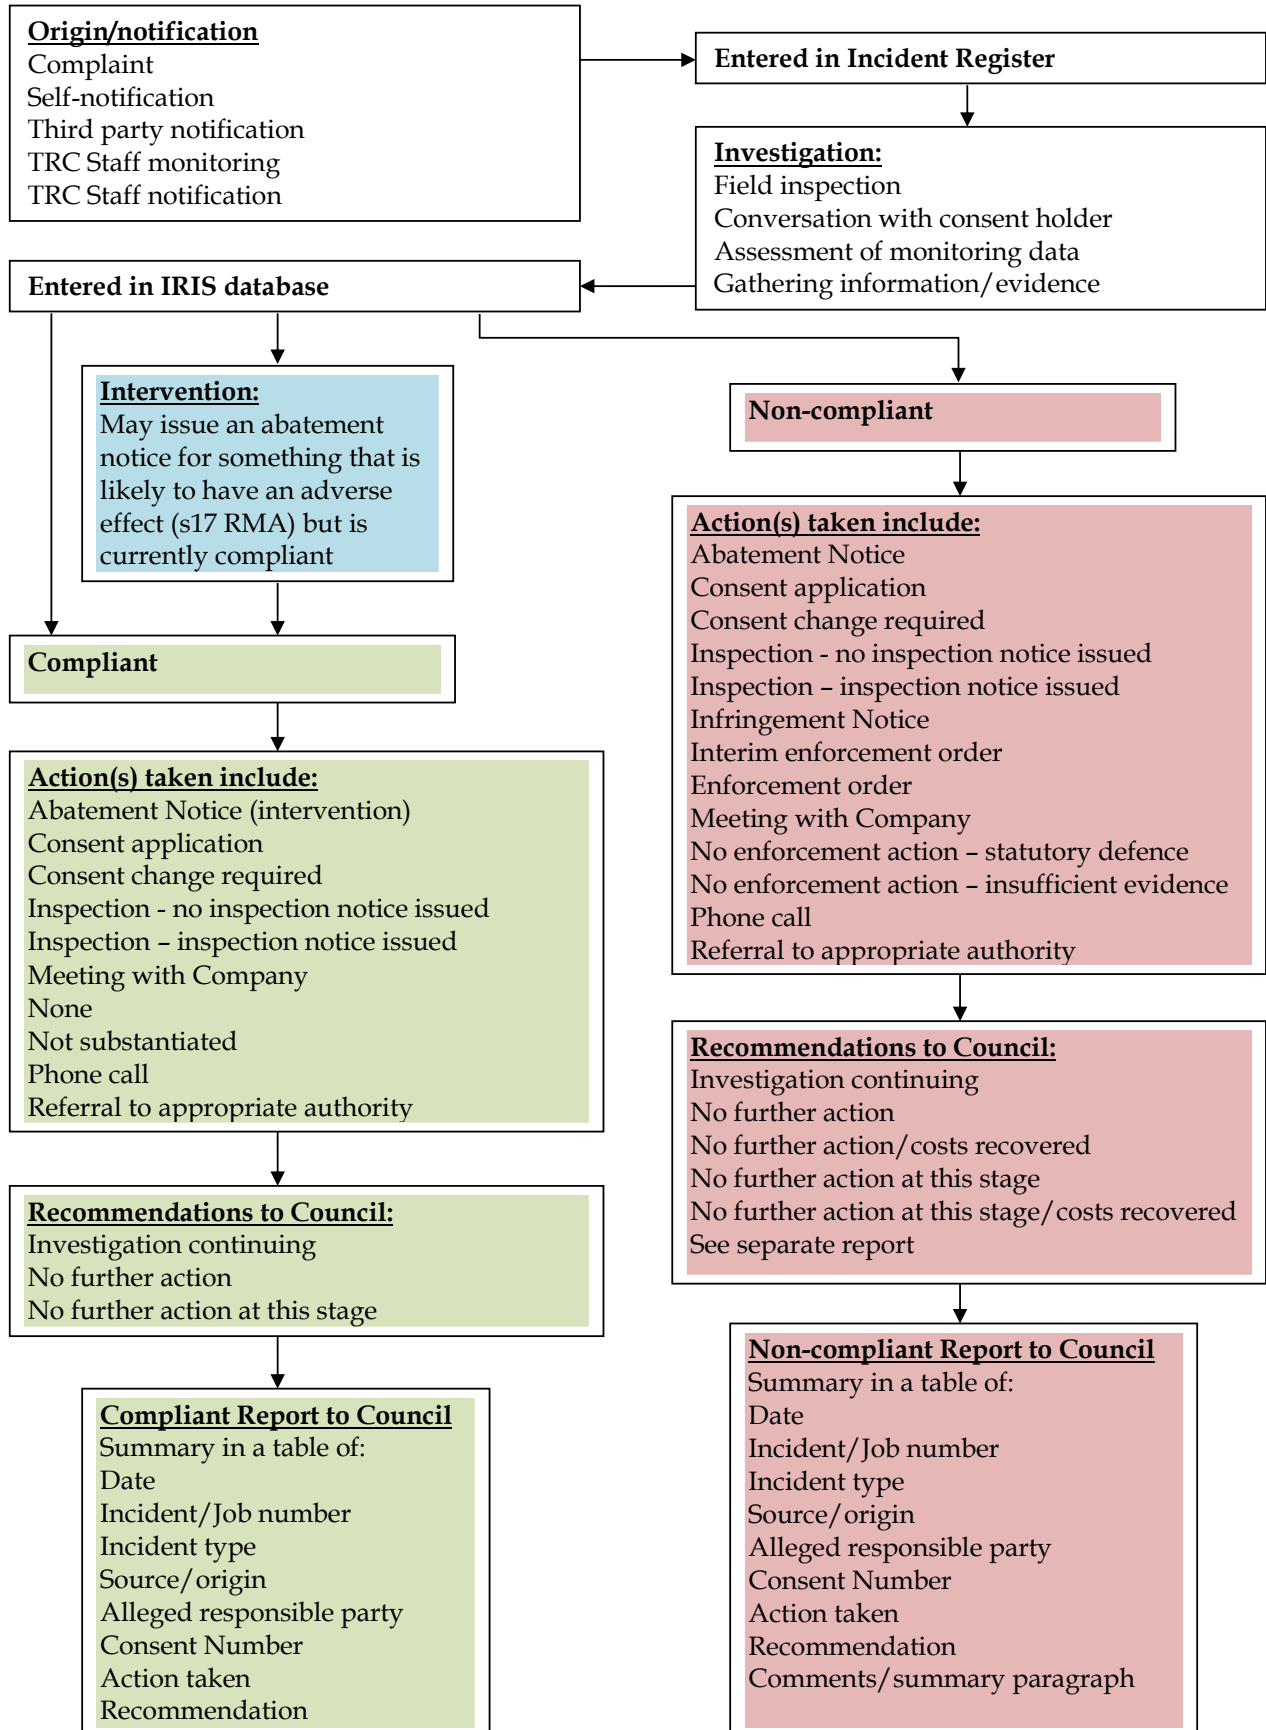 Origin/notification
Complaint
Self-notification
Third party notification
TRC Staff monitoring
TRC Staff notification
Entered in Incident Register
Investigation:
Field inspection
Conversation with consent holder
Assessment of monitoring data
Gathering information/evidence
Entered in IRIS database
Intervention:
May issue an abatement
notice for something that is
likely to have an adverse
effect (s17 RMA) but is
currently compliant
Compliant
Action(s) taken include:
Abatement Notice (intervention)
Consent application
Consent change required
Inspection - no inspection notice issued
Inspection – inspection notice issued
Meeting with Company
None
Not substantiated
Phone call
Referral to appropriate authority
Recommendations to Council:
Investigation continuing
No further action
No further action at this stage
Compliant Report to Council
Summary in a table of:
Date
Incident/Job number
Incident type
Source/origin
Alleged responsible party
Consent Number
Action taken
Recommendation
Non-compliant
Action(s) taken include:
Abatement Notice
Consent application
Consent change required
Inspection - no inspection notice issued
Inspection – inspection notice issued
Infringement Notice
Interim enforcement order
Enforcement order
Meeting with Company
No enforcement action – statutory defence
No enforcement action – insufficient evidence
Phone call
Referral to appropriate authority
Recommendations to Council:
Investigation continuing
No further action
No further action/costs recovered
No further action at this stage
No further action at this stage/costs recovered
See separate report
Non-compliant Report to Council
Summary in a table of:
Date
Incident/Job number
Incident type
Source/origin
Alleged responsible party
Consent Number
Action taken
Recommendation
Comments/summary paragraph